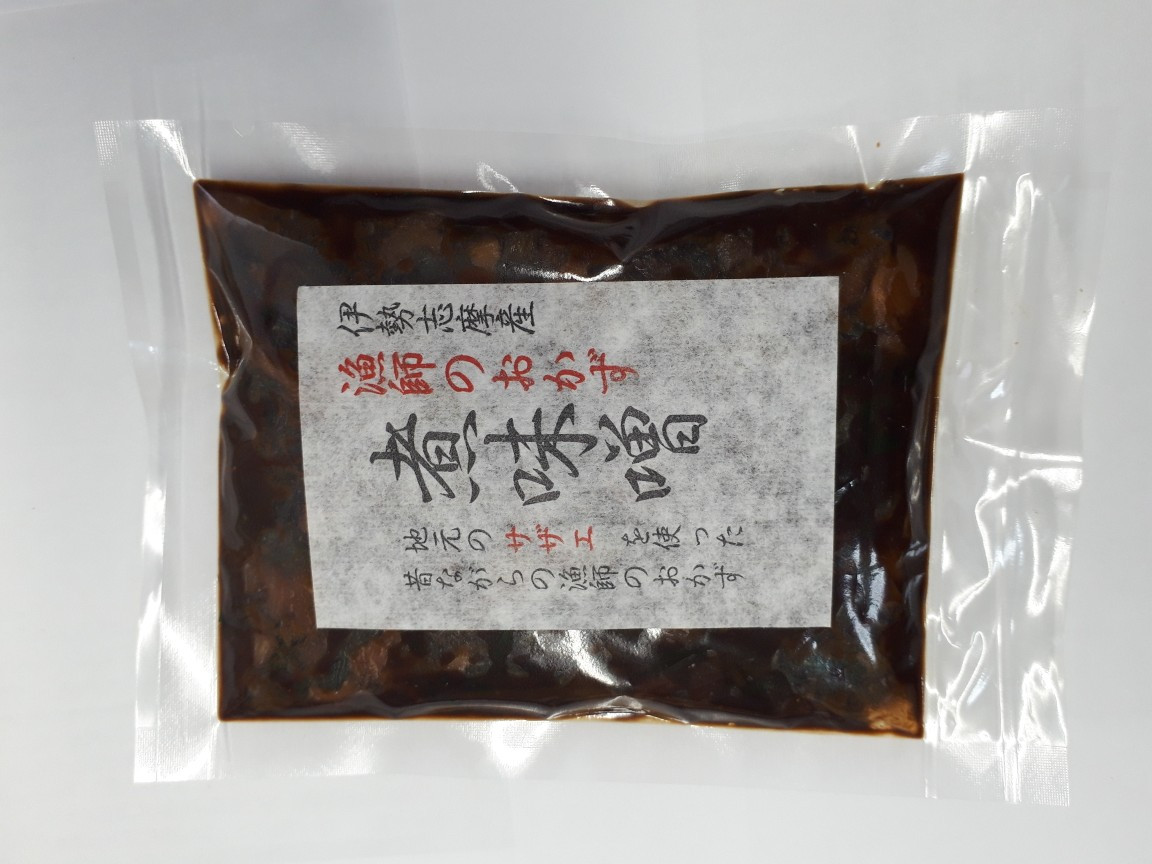 伊勢志摩産
漁師のおかず
煮味噌
地元のサザエを使った
昔ながらの漁師のおかず